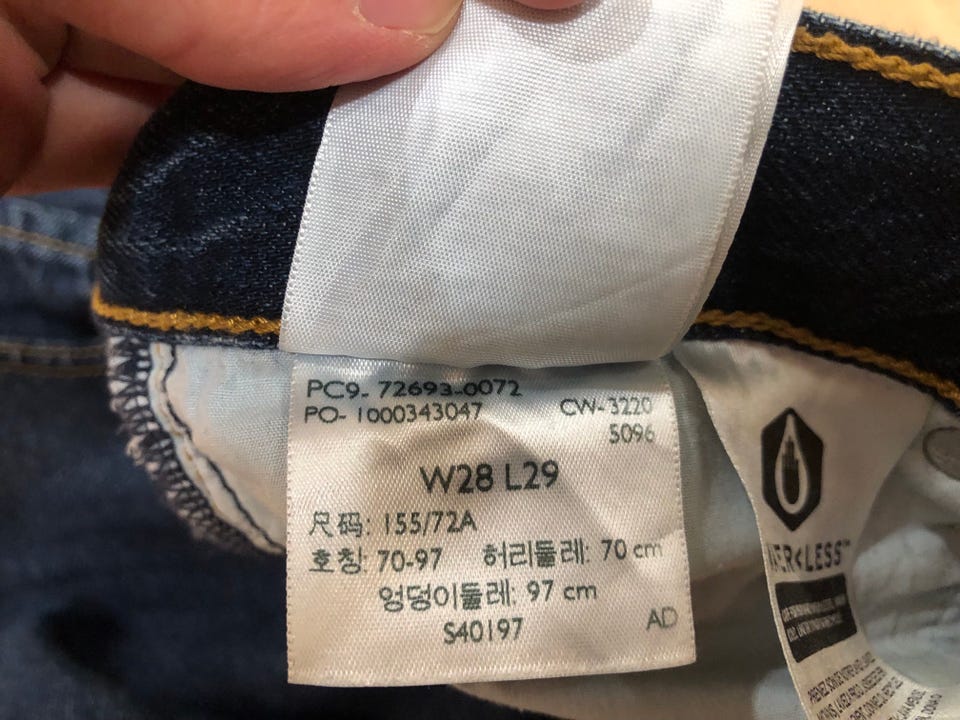 PC9- 72693-0072
PO- 1000343047 CW-3220
5096
W28 L29
尺码: 155/72A
호칭: 70-97 허리둘레: 70 cm
엉덩이둘레: 97 cm
S40197 AD